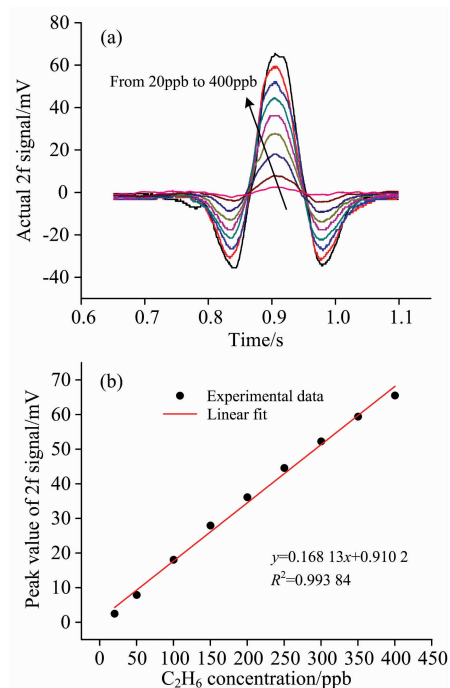 (a)
From 20ppb to 400ppb
60
40
20
0
-20
-40
Actual 2f signal/mV
0.6 0.7 0.8 0.9 1.0 1.1
Time/s
(b)
Experimental data
Linear fit
70
60
50
40
30
20
10
0
Peak value of 2f signal/mV
y=0.168 13x+0.910 2
R²=0.993 84
0 50 100 150 200 250 300 350 400 450
C₂H₆ concentration/ppb